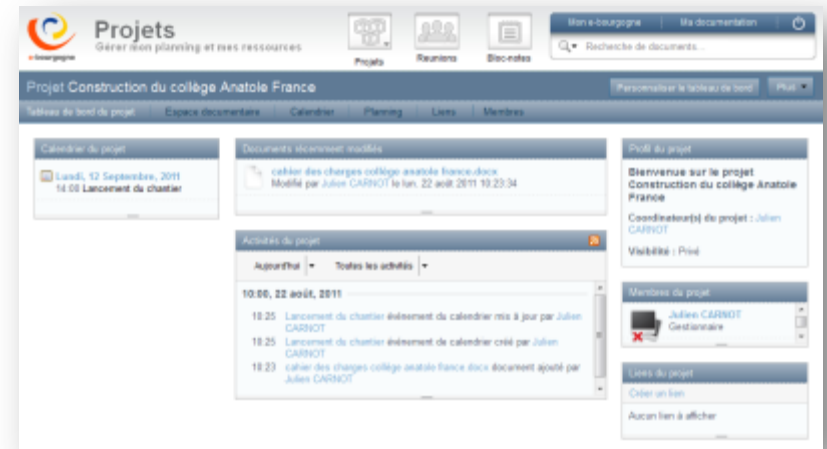 Projets
Gérer mon planning et mes ressources
e-bourgogne
Projets
Réunions
Bloc-notes
Mon e-bourgogne
Ma documentation
Recherche de documents...
Projet Construction du collège Anatole France
Personnaliser le tableau de bord
Plus
Tableau de bord de projet
Espace documentaire
Calendrier
Planning
Liens
Membres
Calendrier du projet
Lundi, 12 Septembre, 2011
14:00 Lancement du chantier
Documents récemment modifiés
cahier des charges collège anatole france.docx
Modifié par Julien CARNOT le lun. 22 août 2011 10:23:34
Activités du projet
Aujourd'hui
Toutes les activités
10:00, 22 août, 2011
10:25 Lancement du chantier événement du calendrier mis à jour par Julien
CARNOT
10:25 Lancement du chantier événement du calendrier créé par Julien
CARNOT
10:23 cahier des charges collège anatole france.docx document ajouté par
Julien CARNOT
Profil du projet
Bienvenue sur le projet
Construction du collège Anatole
France
Coordinateur(s) du projet : Julien
CARNOT
Visibilité : Privé
Membres du projet
Julien CARNOT
Gestionnaire
Liens du projet
Créer un lien
Aucun lien à afficher